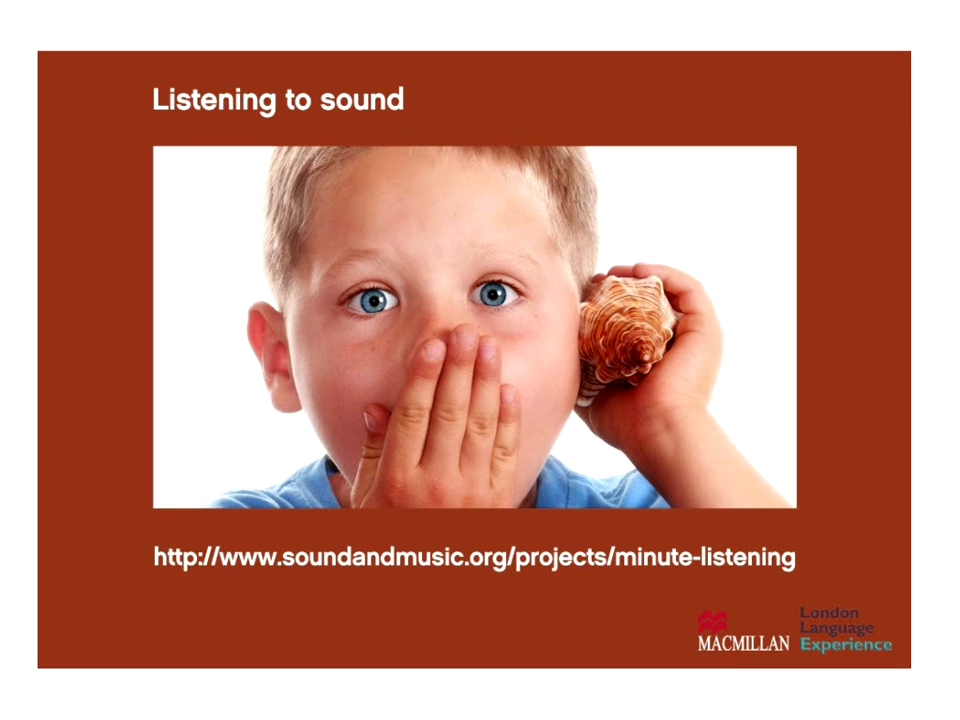 Listening to sound
http://www.soundandmusic.org/projects/minute-listening
London
Language
MACMILLAN Experience